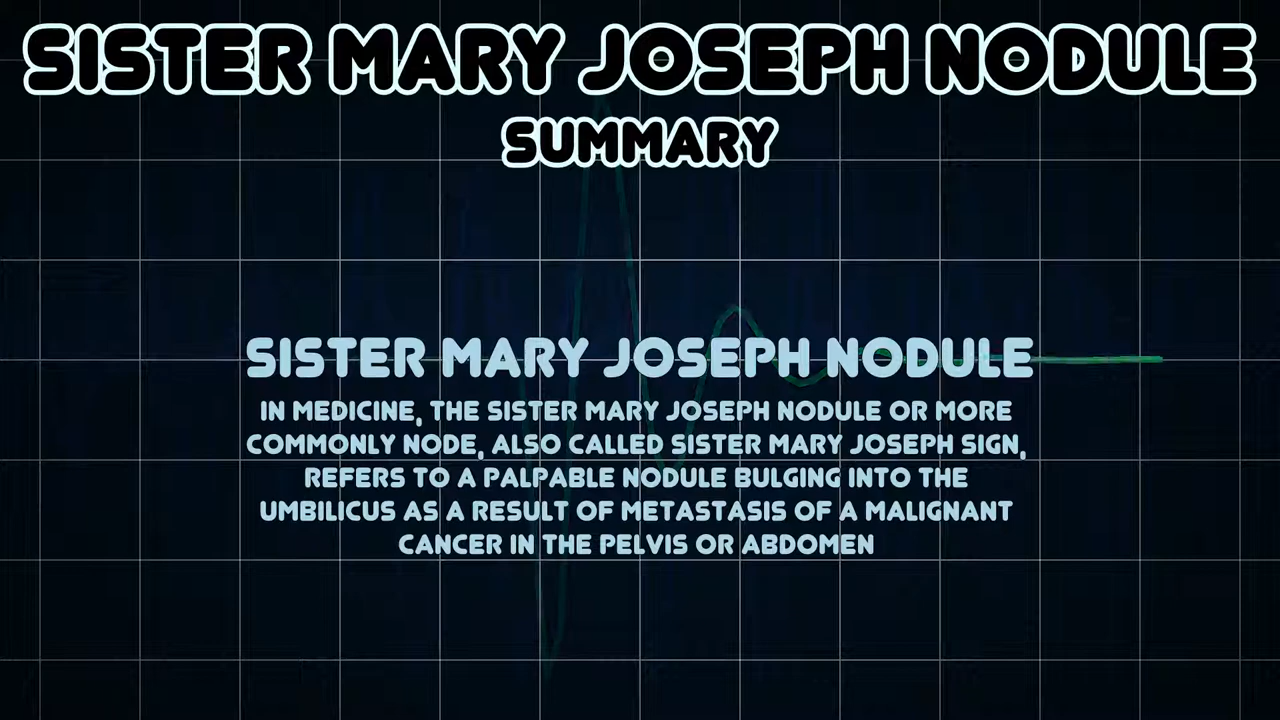 SISTER MARY JOSEPH NODULE
SUMMARY
SISTER MARY JOSEPH NODULE
IN MEDICINE, THE SISTER MARY JOSEPH NODULE OR MORE
COMMONLY NODE, ALSO CALLED SISTER MARY JOSEPH SIGN,
REFERS TO A PALPABLE NODULE BULGING INTO THE
UMBILICUS AS A RESULT OF METASTASIS OF A MALIGNANT
CANCER IN THE PELVIS OR ABDOMEN